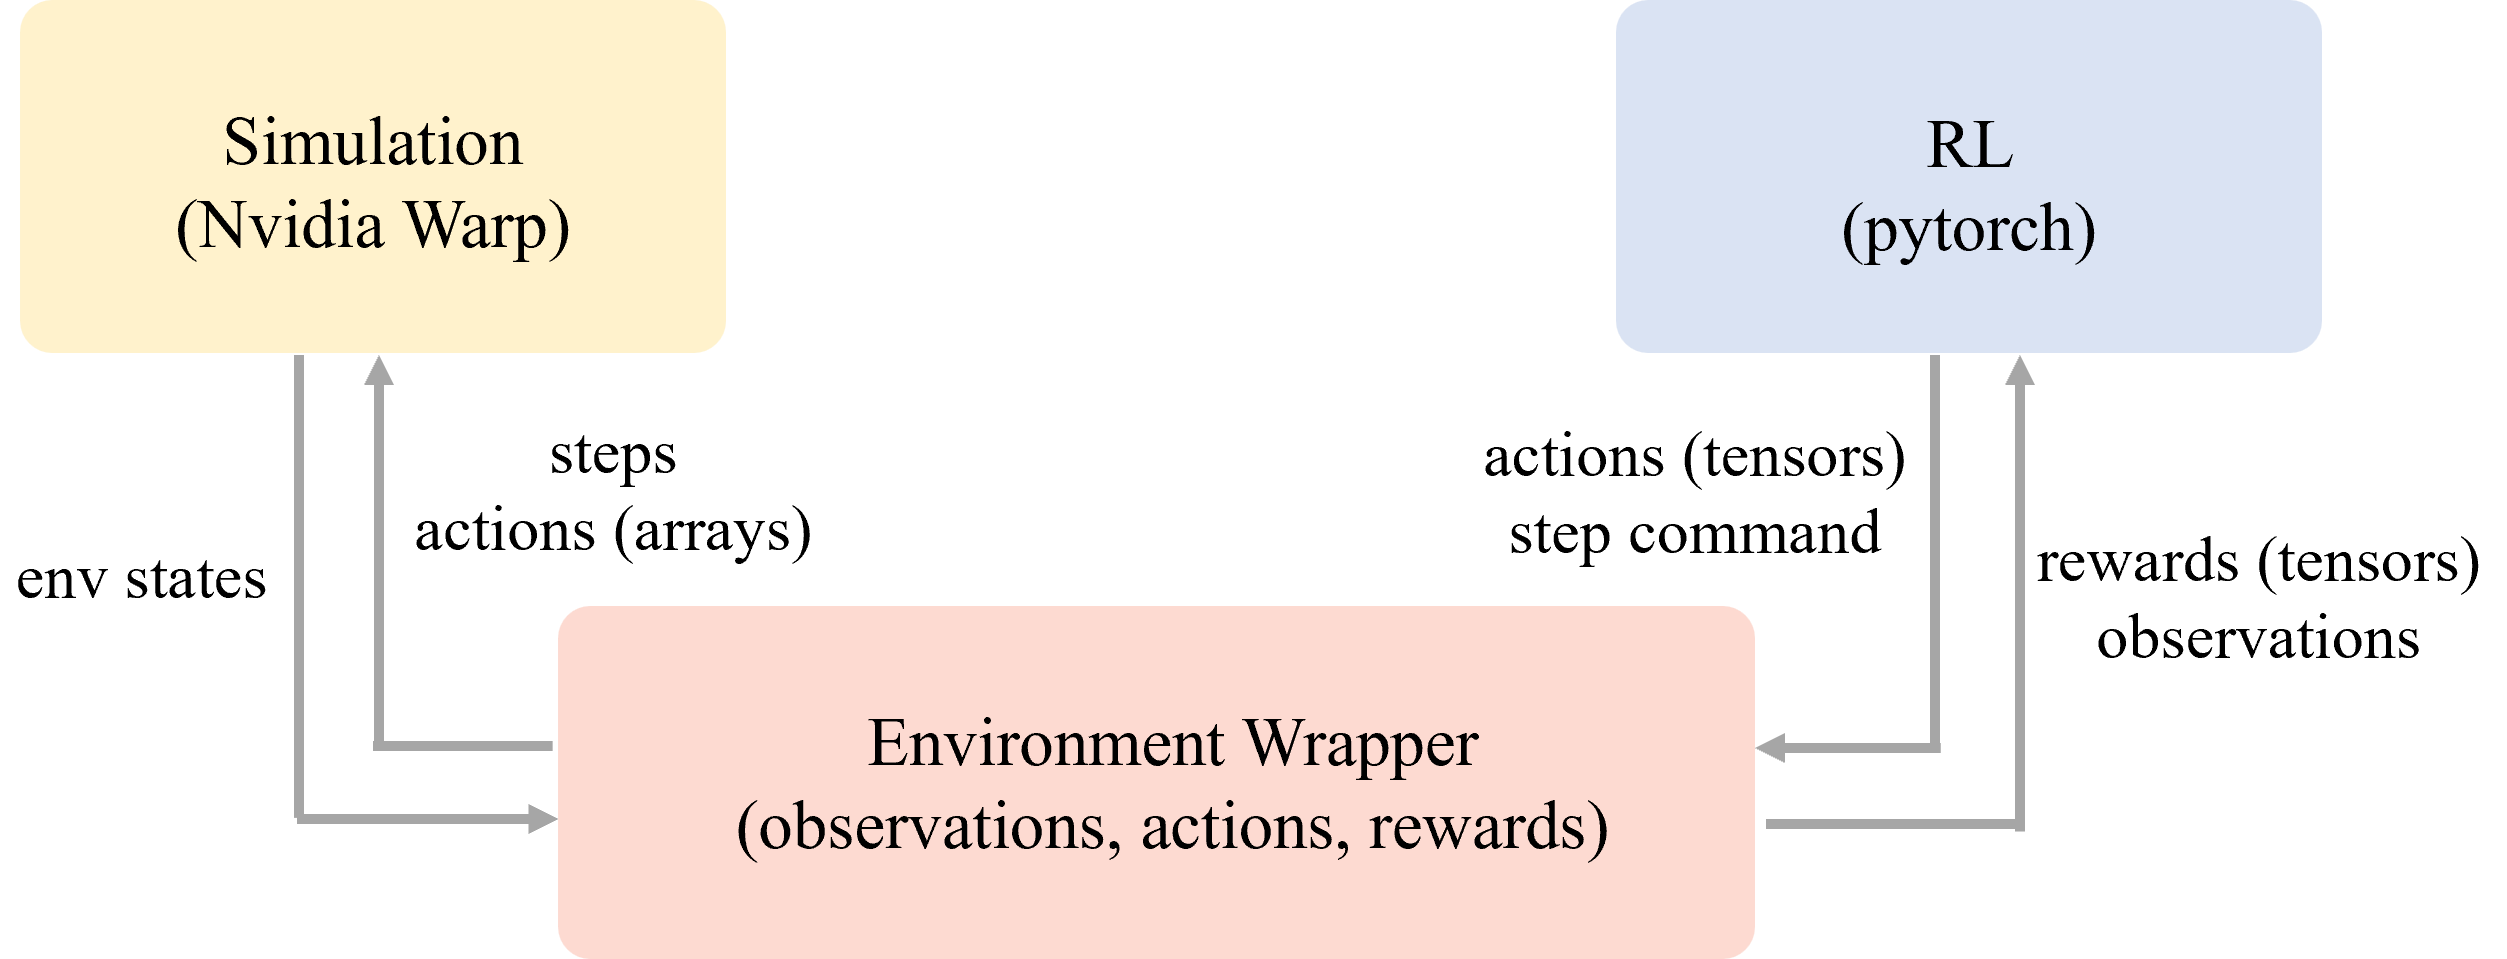 Simulation
(Nvidia Warp)
RL
(pytorch)
steps
actions (arrays)
env states
actions (tensors)
step command
rewards (tensors)
observations
Environment Wrapper
(observations, actions, rewards)